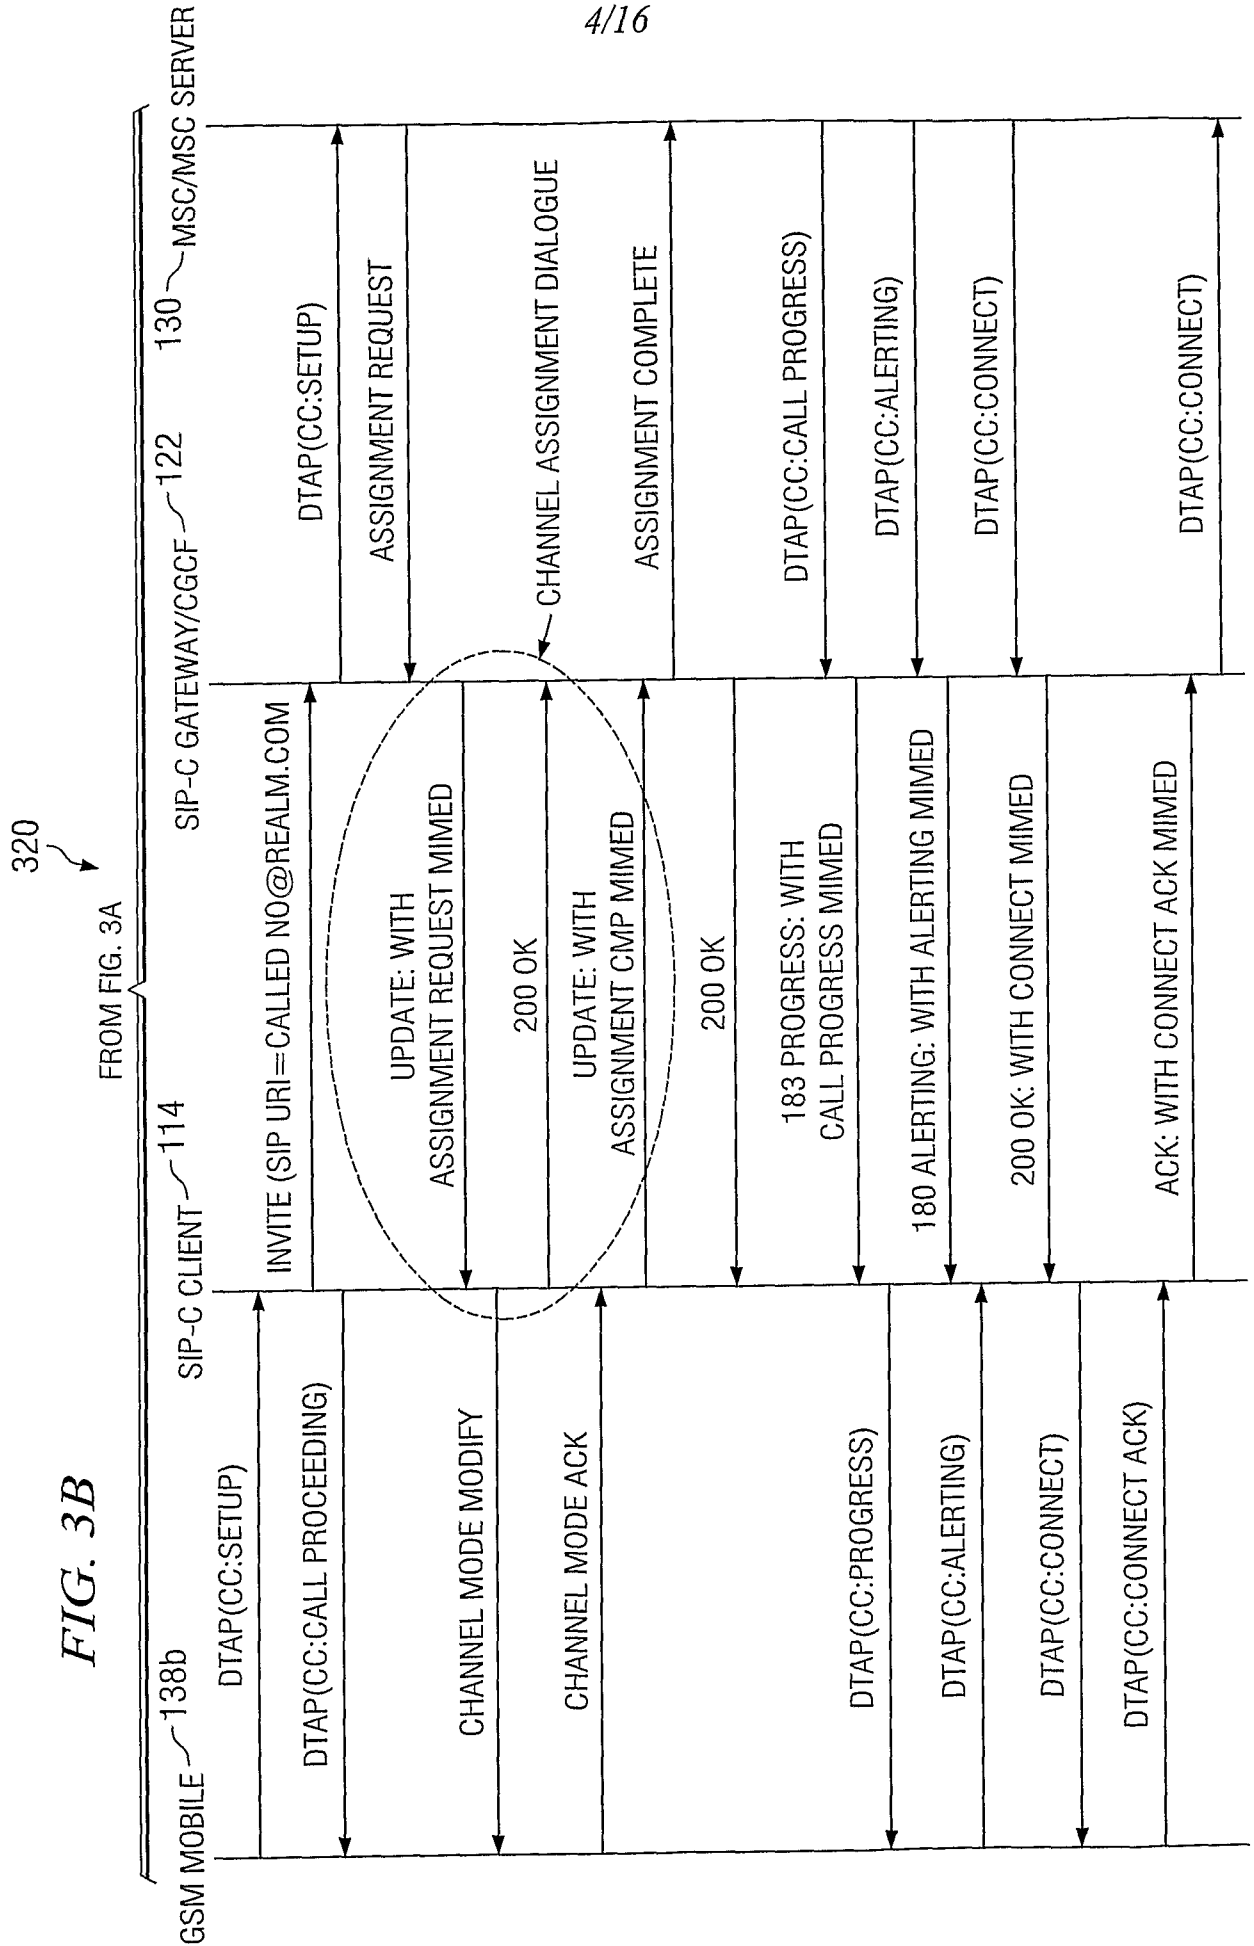 4/16
FIG. 3B
320
FROM FIG. 3A
GSM MOBILE 138b
SIP-C CLIENT 114
SIP-C GATEWAY/CGCF 122
130 MSC/MSC SERVER
DTAP(CC:SETUP)
INVITE (SIP URI=CALLED NO@REALM.COM
DTAP(CC:SETUP)
DTAP(CC:CALL PROCEEDING)
ASSIGNMENT REQUEST
UPDATE: WITH
ASSIGNMENT REQUEST MIMED
CHANNEL MODE MODIFY
200 OK
CHANNEL ASSIGNMENT DIALOGUE
CHANNEL MODE ACK
UPDATE: WITH
ASSIGNMENT CMP MIMED
ASSIGNMENT COMPLETE
200 OK
DTAP(CC:CALL PROGRESS)
183 PROGRESS: WITH
CALL PROGRESS MIMED
DTAP(CC:PROGRESS)
DTAP(CC:ALERTING)
180 ALERTING: WITH ALERTING MIMED
DTAP(CC:ALERTING)
DTAP(CC:CONNECT)
200 OK: WITH CONNECT MIMED
DTAP(CC:CONNECT)
DTAP(CC:CONNECT ACK)
ACK: WITH CONNECT ACK MIMED
DTAP(CC:CONNECT)